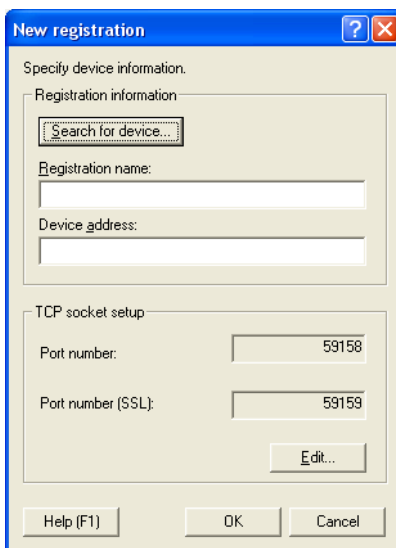 New registration
Specify device information.
Registration information
Search for device...
Registration name:
Device address:
TCP socket setup
Port number: 59158
Port number (SSL): 59159
Edit...
Help (F1) OK Cancel